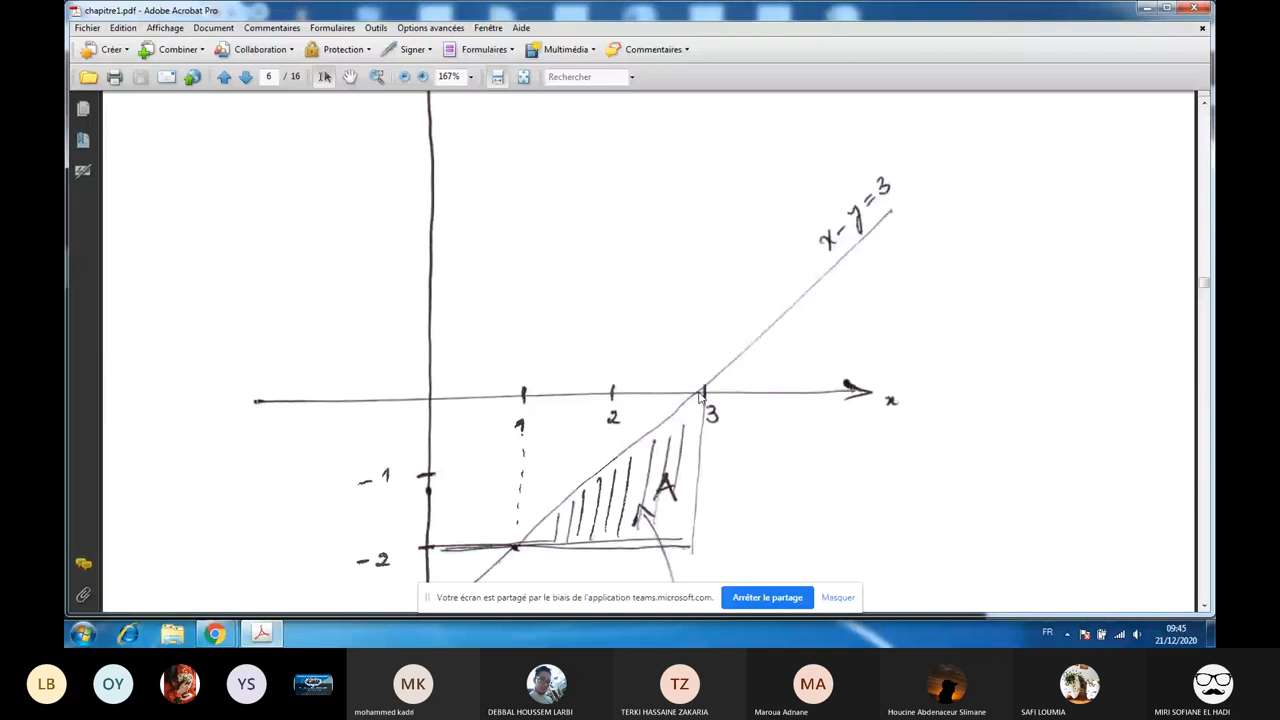 chapitre1.pdf - Adobe Acrobat Pro
Fichier Edition Affichage Document Commentaires Formulaires Outils Options avancées Fenêtre Aide
Créer Combiner Collaboration Protection Signer Formulaires Multimédia Commentaires
6 / 16 167% Rechercher
x - y = 3
x
1 2 3
-1
A
-2
Votre écran est partagé par le biais de l'application teams.microsoft.com. Arrêter le partage Masquer
FR 09:45
21/12/2020
LB OY YS MK TZ MA
mohammed kadri DEBBAL HOUSSEM LARBI TERKI HASSAINE ZAKARIA Maroua Adnane Houcine Abdenaceur Slimane SAFI LOUMIA MIRI SOFIANE EL HADI